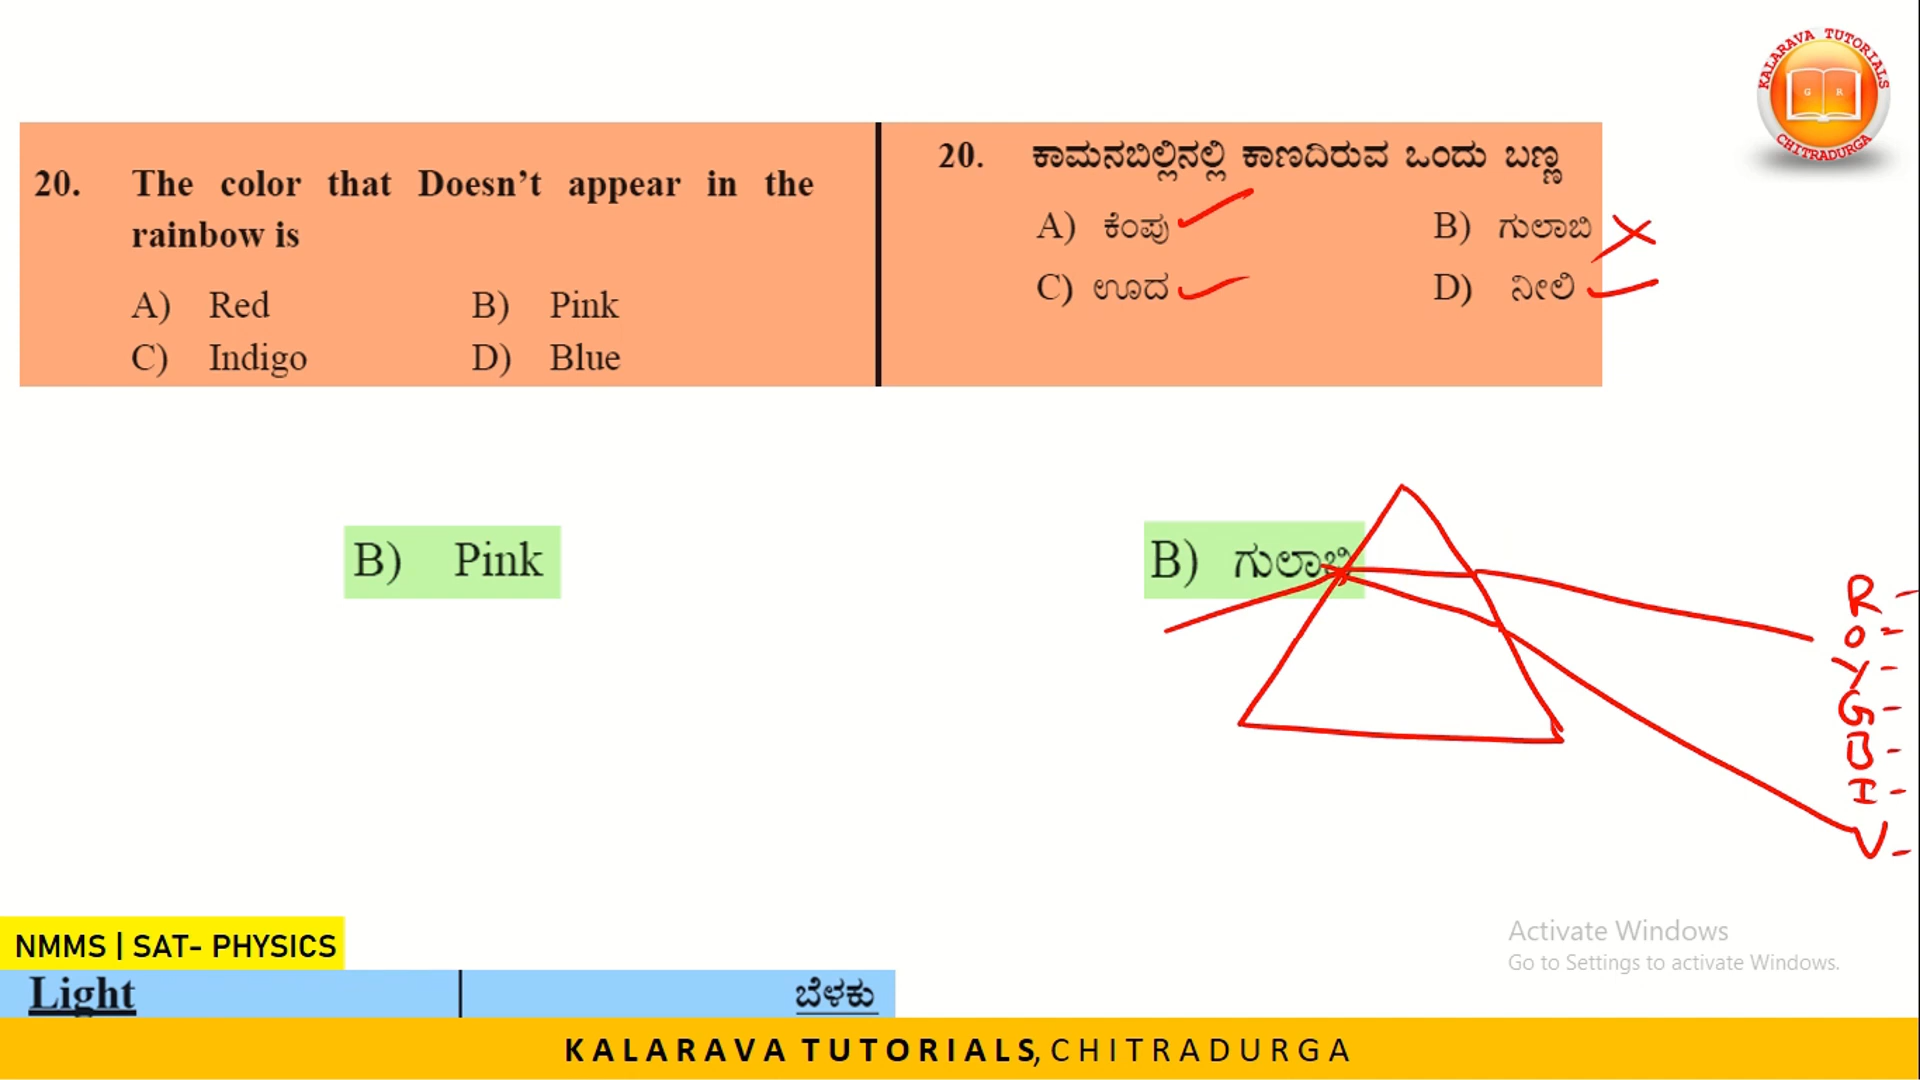 KALARAVA TUTORIALS
G R
CHITRADURGA
20. The color that Doesn't appear in the
rainbow is
A) Red B) Pink
C) Indigo D) Blue
20. ಕಾಮನಬಿಲ್ಲಿನಲ್ಲಿ ಕಾಣದಿರುವ ಒಂದು ಬಣ್ಣ
A) ಕೆಂಪು B) ಗುಲಾಬಿ
C) ಊದ D) ನೀಲಿ
B) Pink
B) ಗುಲಾಬಿ
R -
O -
Y -
G -
B -
I -
V -
Activate Windows
Go to Settings to activate Windows.
NMMS | SAT- PHYSICS
Light ಬೆಳಕು
KALARAVA TUTORIALS, CHITRADURGA